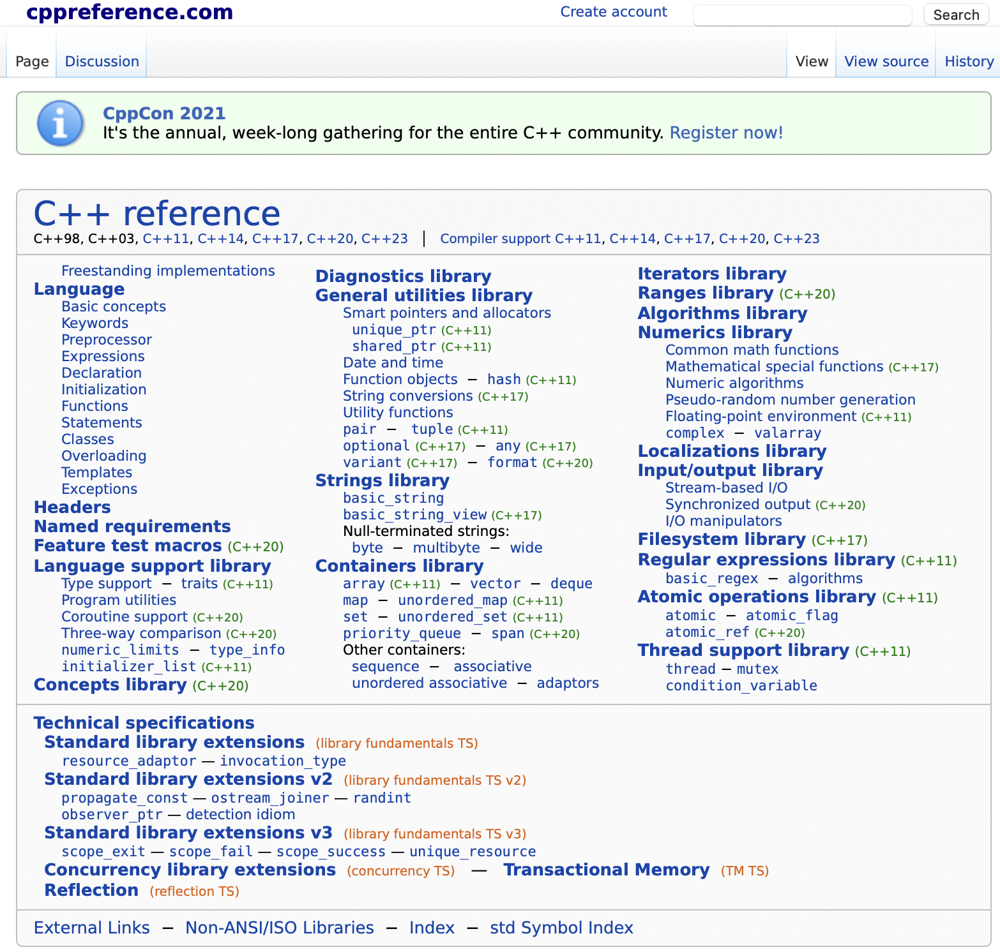 cppreference.com
Create account
Search
Page
Discussion
View
View source
History
CppCon 2021
It's the annual, week-long gathering for the entire C++ community. Register now!
C++ reference
C++98, C++03, C++11, C++14, C++17, C++20, C++23 │ Compiler support C++11, C++14, C++17, C++20, C++23
Freestanding implementations
Language
Basic concepts
Keywords
Preprocessor
Expressions
Declaration
Initialization
Functions
Statements
Classes
Overloading
Templates
Exceptions
Headers
Named requirements
Feature test macros (C++20)
Language support library
Type support − traits (C++11)
Program utilities
Coroutine support (C++20)
Three-way comparison (C++20)
numeric_limits − type_info
initializer_list (C++11)
Concepts library (C++20)
Diagnostics library
General utilities library
Smart pointers and allocators
unique_ptr (C++11)
shared_ptr (C++11)
Date and time
Function objects − hash (C++11)
String conversions (C++17)
Utility functions
pair − tuple (C++11)
optional (C++17) − any (C++17)
variant (C++17) − format (C++20)
Strings library
basic_string
basic_string_view (C++17)
Null-terminated strings:
byte − multibyte − wide
Containers library
array (C++11) − vector − deque
map − unordered_map (C++11)
set − unordered_set (C++11)
priority_queue − span (C++20)
Other containers:
sequence − associative
unordered associative − adaptors
Iterators library
Ranges library (C++20)
Algorithms library
Numerics library
Common math functions
Mathematical special functions (C++17)
Numeric algorithms
Pseudo-random number generation
Floating-point environment (C++11)
complex − valarray
Localizations library
Input/output library
Stream-based I/O
Synchronized output (C++20)
I/O manipulators
Filesystem library (C++17)
Regular expressions library (C++11)
basic_regex − algorithms
Atomic operations library (C++11)
atomic − atomic_flag
atomic_ref (C++20)
Thread support library (C++11)
thread − mutex
condition_variable
Technical specifications
Standard library extensions (library fundamentals TS)
resource_adaptor — invocation_type
Standard library extensions v2 (library fundamentals TS v2)
propagate_const — ostream_joiner — randint
observer_ptr — detection idiom
Standard library extensions v3 (library fundamentals TS v3)
scope_exit — scope_fail — scope_success — unique_resource
Concurrency library extensions (concurrency TS) — Transactional Memory (TM TS)
Reflection (reflection TS)
External Links − Non-ANSI/ISO Libraries − Index − std Symbol Index